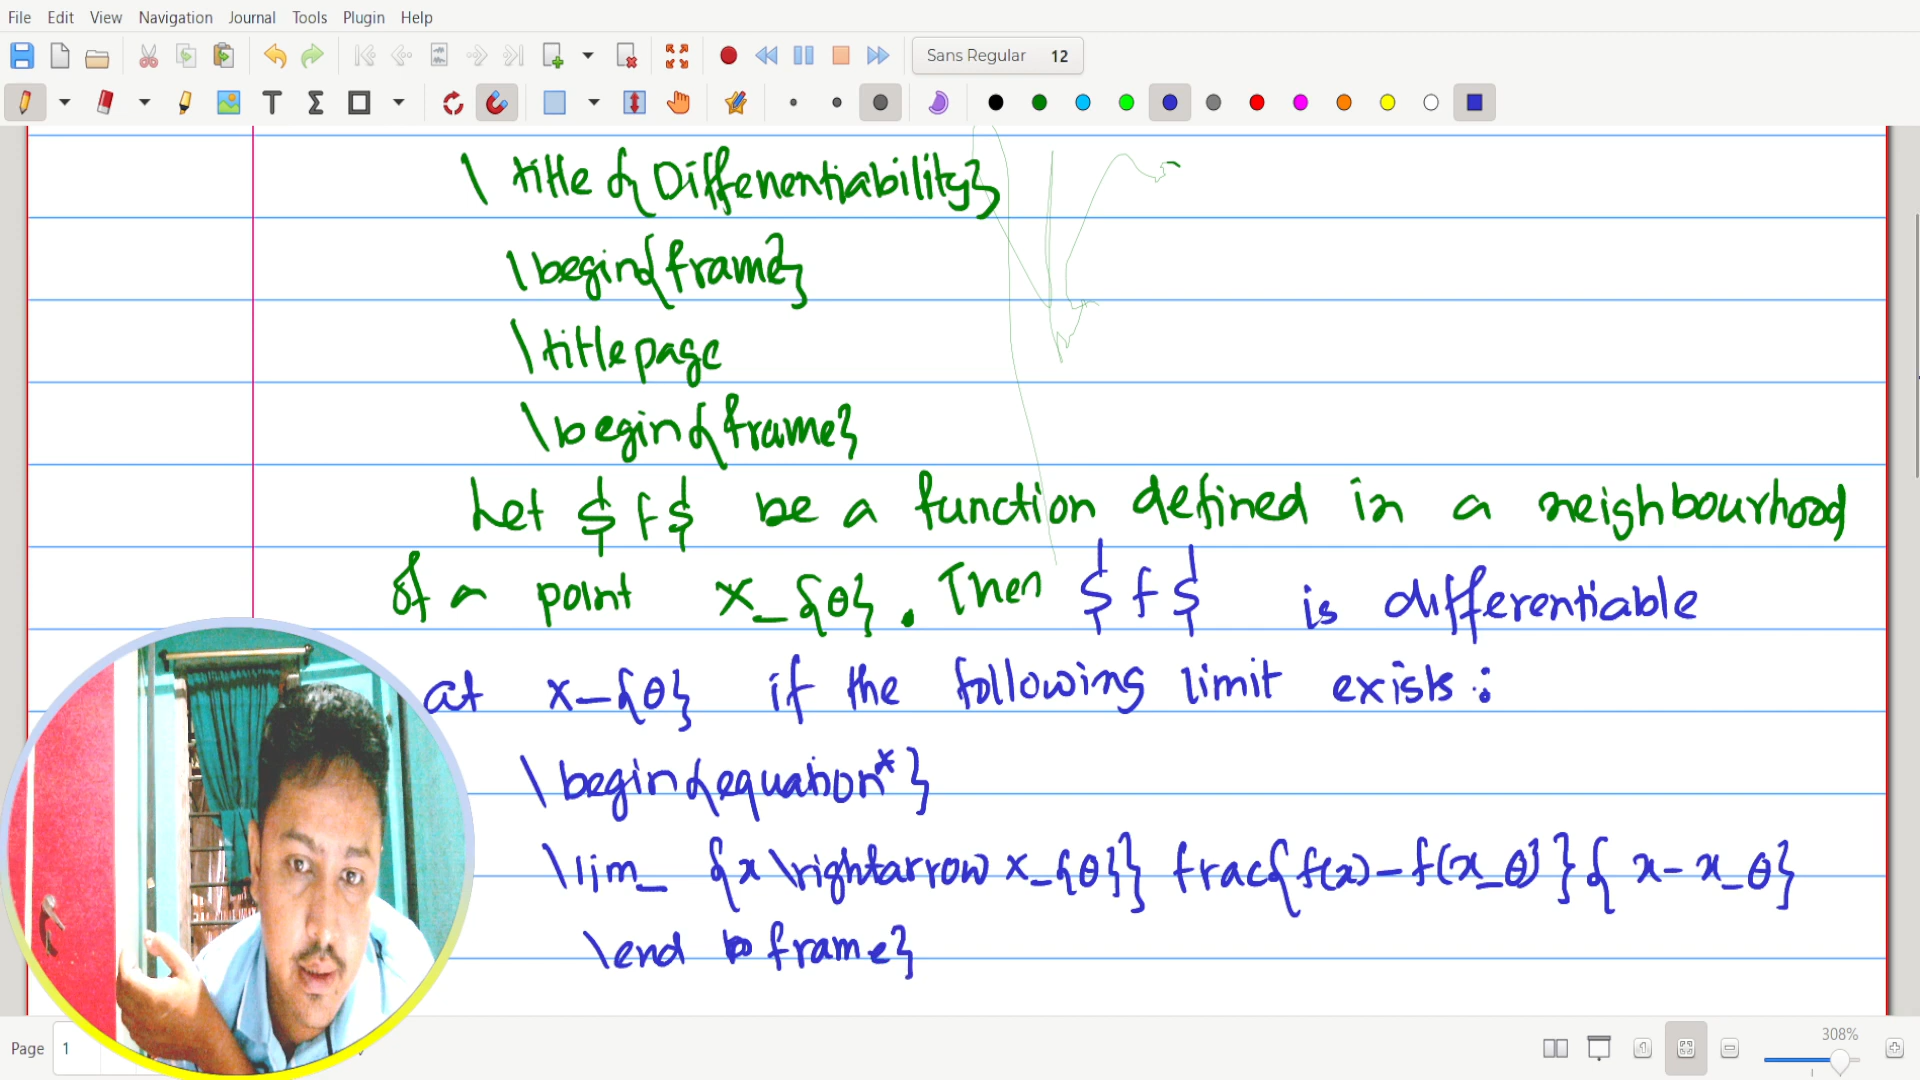 File Edit View Navigation Journal Tools Plugin Help
Sans Regular 12
\ title { Differentiability}
\begin{frame}
\titlepage
\begin{frame}
Let $f$ be a function defined in a neighbourhood
of a point x_{0}. Then $f$ is differentiable
at x_{0} if the following limit exists:
\begin{equation*}
\lim_ {x \rightarrow x_{0}} frac{f(x)-f(x_0)}{x-x_0}
\end frame}
Page 1 308%